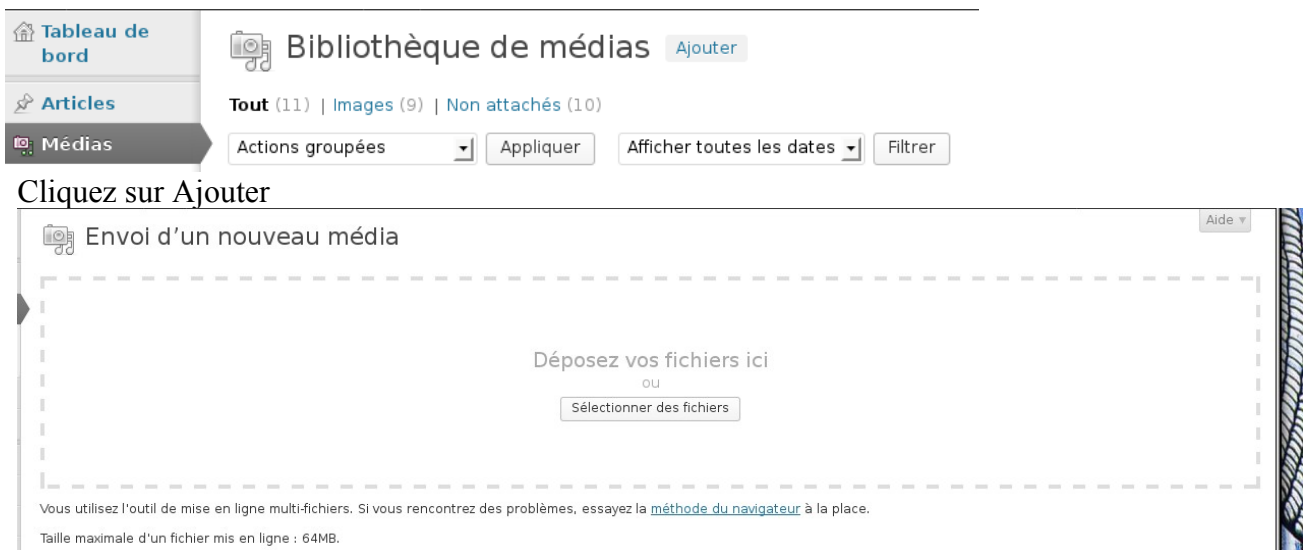 Tableau de
bord
Bibliothèque de médias Ajouter
Articles
Tout (11) | Images (9) | Non attachés (10)
Médias
Actions groupées Appliquer Afficher toutes les dates Filtrer
Cliquez sur Ajouter
Aide
Envoi d’un nouveau média
Déposez vos fichiers ici
ou
Sélectionner des fichiers
Vous utilisez l'outil de mise en ligne multi-fichiers. Si vous rencontrez des problèmes, essayez la méthode du navigateur à la place.
Taille maximale d'un fichier mis en ligne : 64MB.